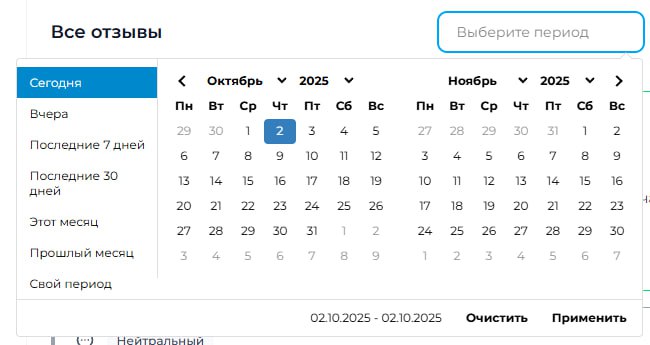 Все отзывы
Выберите период
Сегодня
Вчера
Последние 7 дней
Последние 30
дней
Этот месяц
Прошлый месяц
Свой период
Октябрь 2025
Пн Вт Ср Чт Пт Сб Вс
29 30 1 2 3 4 5
6 7 8 9 10 11 12
13 14 15 16 17 18 19
20 21 22 23 24 25 26
27 28 29 30 31 1 2
3 4 5 6 7 8 9
Ноябрь 2025
Пн Вт Ср Чт Пт Сб Вс
27 28 29 30 31 1 2
3 4 5 6 7 8 9
10 11 12 13 14 15 16
17 18 19 20 21 22 23
24 25 26 27 28 29 30
1 2 3 4 5 6 7
02.10.2025 - 02.10.2025 Очистить Применить
Нейтральный